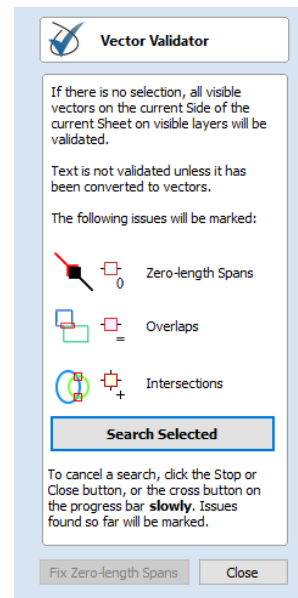 Vector Validator
If there is no selection, all visible
vectors on the current Side of the
current Sheet on visible layers will be
validated.
Text is not validated unless it has
been converted to vectors.
The following issues will be marked:
0
Zero-length Spans
=
Overlaps
+
Intersections
Search Selected
To cancel a search, click the Stop or
Close button, or the cross button on
the progress bar slowly. Issues
found so far will be marked.
Fix Zero-length Spans Close